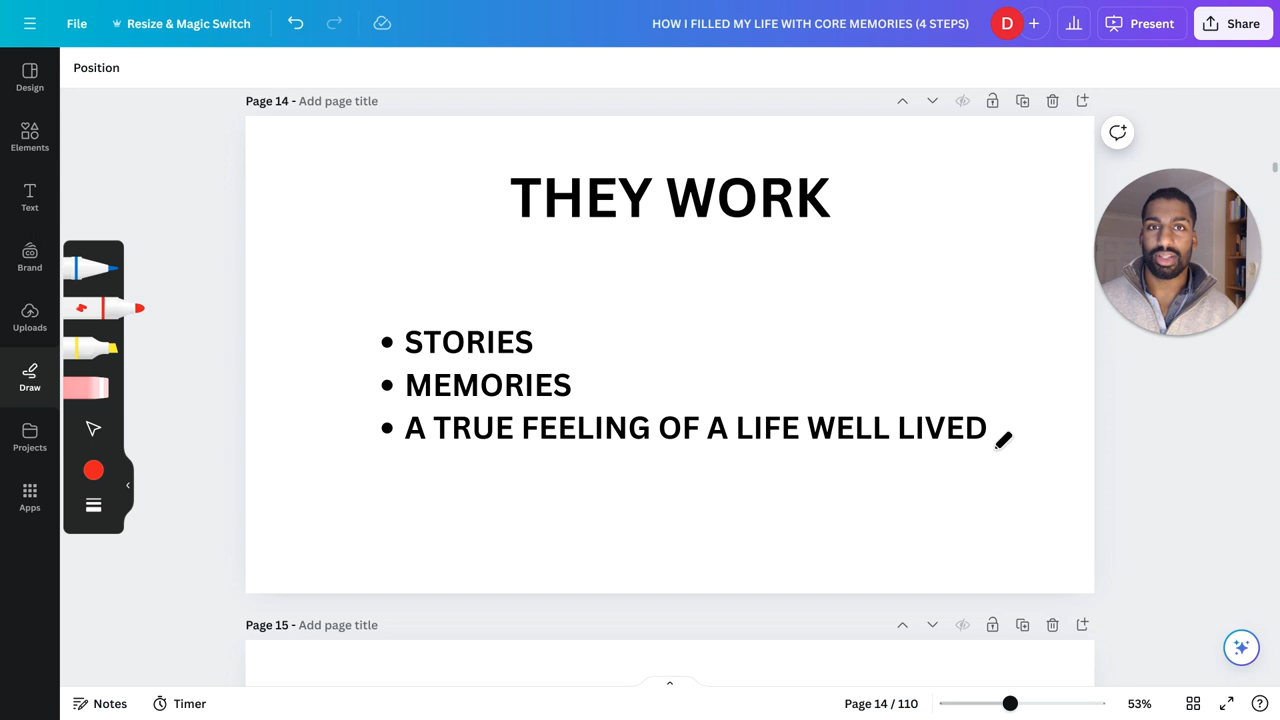 File
Resize & Magic Switch
HOW I FILLED MY LIFE WITH CORE MEMORIES (4 STEPS)
D
Present
Share
Position
Design
Elements
Text
Brand
Uploads
Draw
Projects
Apps
Page 14 - Add page title
THEY WORK
• STORIES
• MEMORIES
• A TRUE FEELING OF A LIFE WELL LIVED
Page 15 - Add page title
Notes
Timer
Page 14 / 110
53%